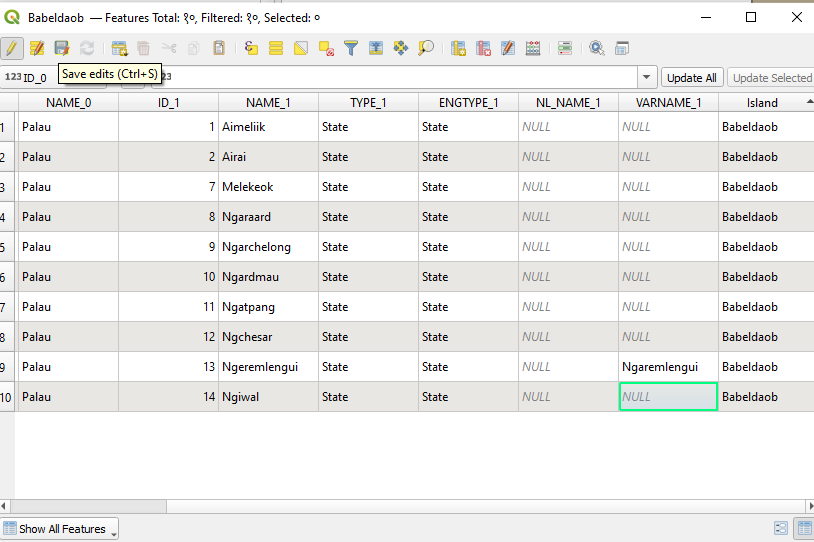 Babeldaob — Features Total: १०, Filtered: १०, Selected: ०
Save edits (Ctrl+S)
123 ID_0 23 Update All Update Selected
NAME_0 ID_1 NAME_1 TYPE_1 ENGTYPE_1 NL_NAME_1 VARNAME_1 Island
1 Palau 1 Aimeliik State State NULL NULL Babeldaob
2 Palau 2 Airai State State NULL NULL Babeldaob
3 Palau 7 Melekeok State State NULL NULL Babeldaob
4 Palau 8 Ngaraard State State NULL NULL Babeldaob
5 Palau 9 Ngarchelong State State NULL NULL Babeldaob
6 Palau 10 Ngardmau State State NULL NULL Babeldaob
7 Palau 11 Ngatpang State State NULL NULL Babeldaob
8 Palau 12 Ngchesar State State NULL NULL Babeldaob
9 Palau 13 Ngeremlengui State State NULL Ngaremlengui Babeldaob
10 Palau 14 Ngiwal State State NULL NULL Babeldaob
Show All Features